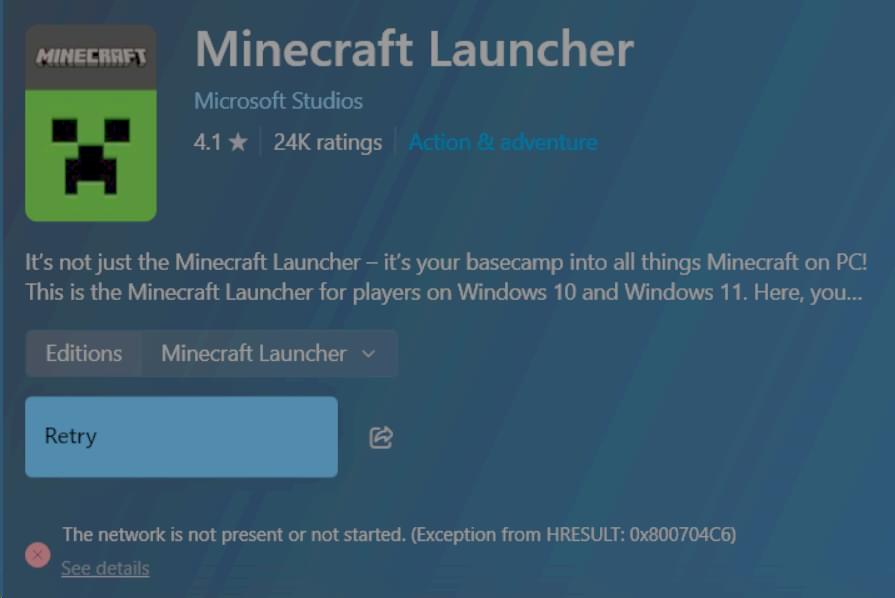 MINECRAFT
Minecraft Launcher
Microsoft Studios
4.1 ★ 24K ratings Action & adventure
It's not just the Minecraft Launcher – it's your basecamp into all things Minecraft on PC!
This is the Minecraft Launcher for players on Windows 10 and Windows 11. Here, you...
Editions Minecraft Launcher
Retry
The network is not present or not started. (Exception from HRESULT: 0x800704C6)
See details